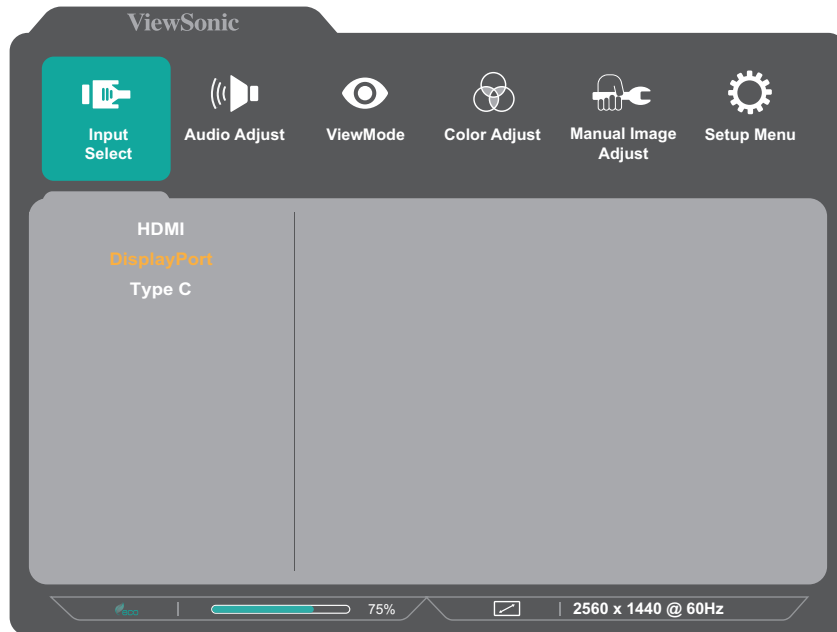 ViewSonic
Input Select
Audio Adjust
ViewMode
Color Adjust
Manual Image Adjust
Setup Menu
HDMI
DisplayPort
Type C
eco
75%
2560 x 1440 @ 60Hz